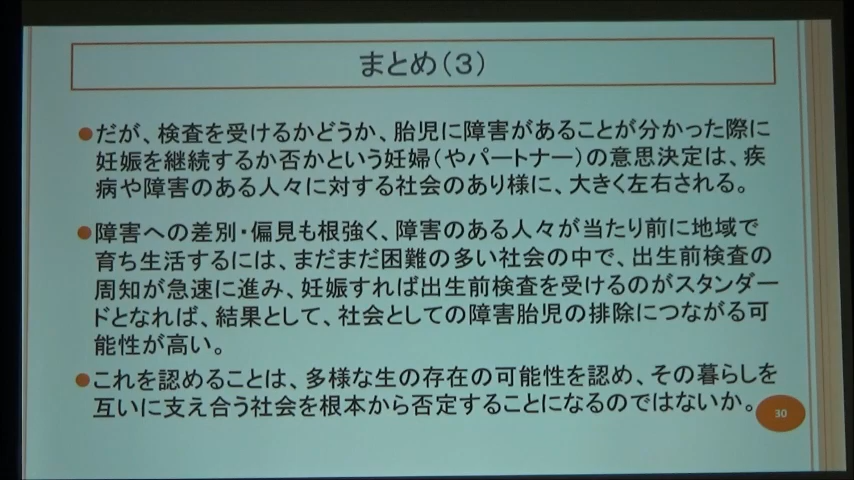 まとめ(３)
●だが、検査を受けるかどうか、胎児に障害があることが分かった際に
妊娠を継続するか否かという妊婦(やパートナー)の意思決定は、疾
病や障害のある人々に対する社会のあり様に、大きく左右される。
●障害への差別・偏見も根強く、障害のある人々が当たり前に地域で
育ち生活するには、まだまだ困難の多い社会の中で、出生前検査の
周知が急速に進み、妊娠すれば出生前検査を受けるのがスタンダー
ドとなれば、結果として、社会としての障害胎児の排除につながる可
能性が高い。
●これを認めることは、多様な生の存在の可能性を認め、その暮らしを
互いに支え合う社会を根本から否定することになるのではないか。
30